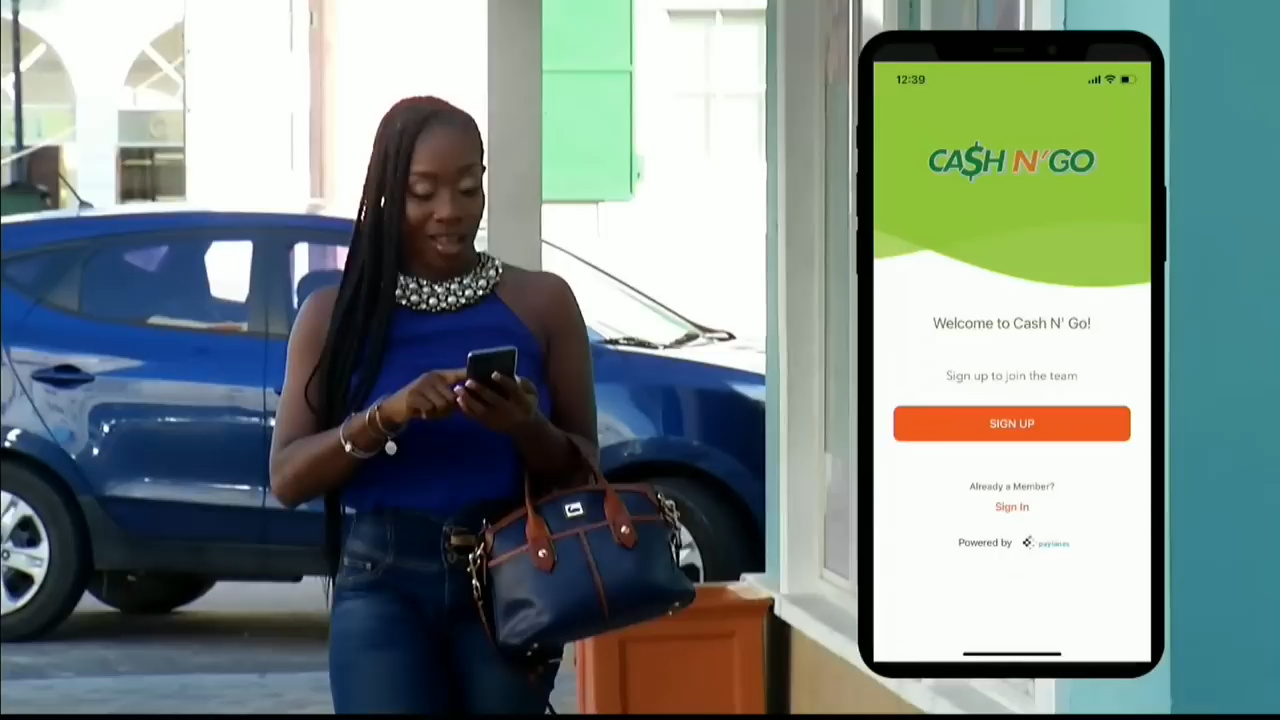 12:39
CA$H N' GO
Welcome to Cash N' Go!
Sign up to join the team
SIGN UP
Already a Member?
Sign In
Powered by paylanes